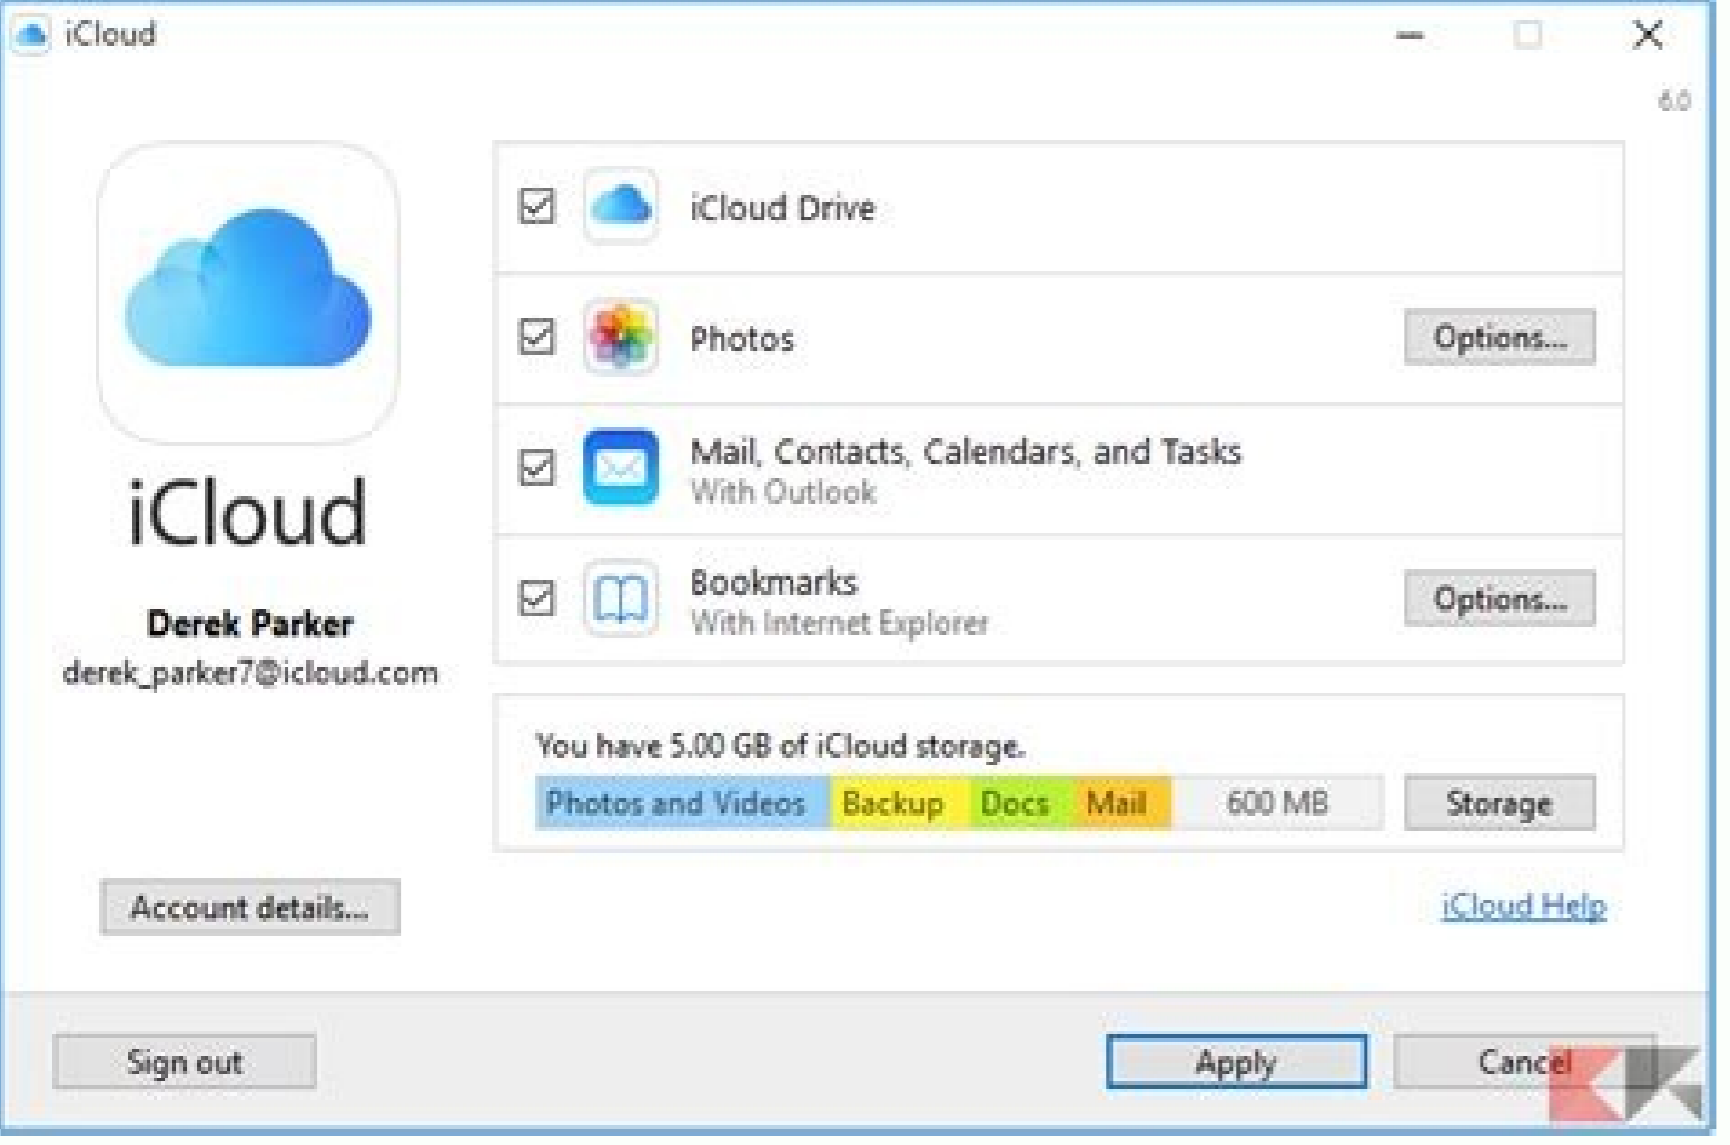 iCloud
6.0
iCloud Drive
Photos
Options...
Mail, Contacts, Calendars, and Tasks
With Outlook
Bookmarks
With Internet Explorer
Options...
iCloud
Derek Parker
derek_parker7@icloud.com
You have 5.00 GB of iCloud storage.
Photos and Videos Backup Docs Mail 600 MB
Storage
Account details...
iCloud Help
Sign out
Apply
Cancel